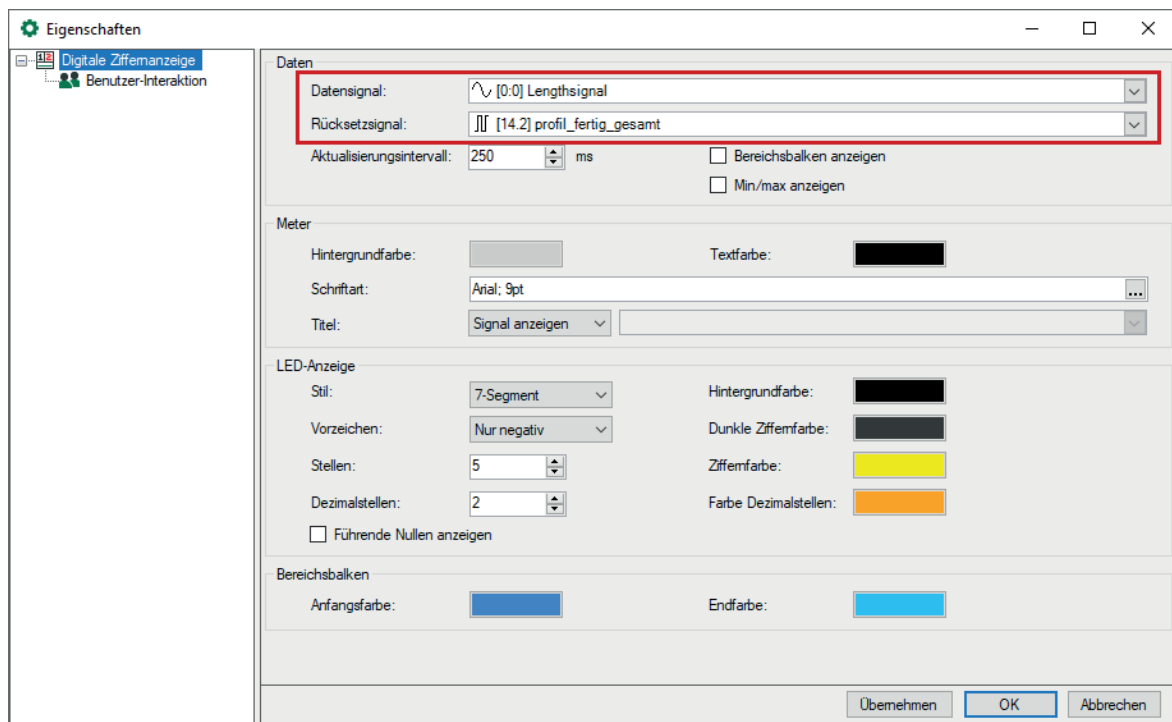 Eigenschaften
Digitale Ziffernanzeige
Benutzer-Interaktion
Daten
Datensignal: [0:0] Lengthsignal
Rücksetzsignal: [14.2] profil_fertig_gesamt
Aktualisierungsintervall: 250 ms Bereichsbalken anzeigen
Min/max anzeigen
Meter
Hintergrundfarbe: Textfarbe:
Schriftart: Arial; 9pt ...
Titel: Signal anzeigen
LED-Anzeige
Stil: 7-Segment Hintergrundfarbe:
Vorzeichen: Nur negativ Dunkle Ziffernfarbe:
Stellen: 5 Ziffernfarbe:
Dezimalstellen: 2 Farbe Dezimalstellen:
Führende Nullen anzeigen
Bereichsbalken
Anfangsfarbe: Endfarbe:
Übernehmen OK Abbrechen